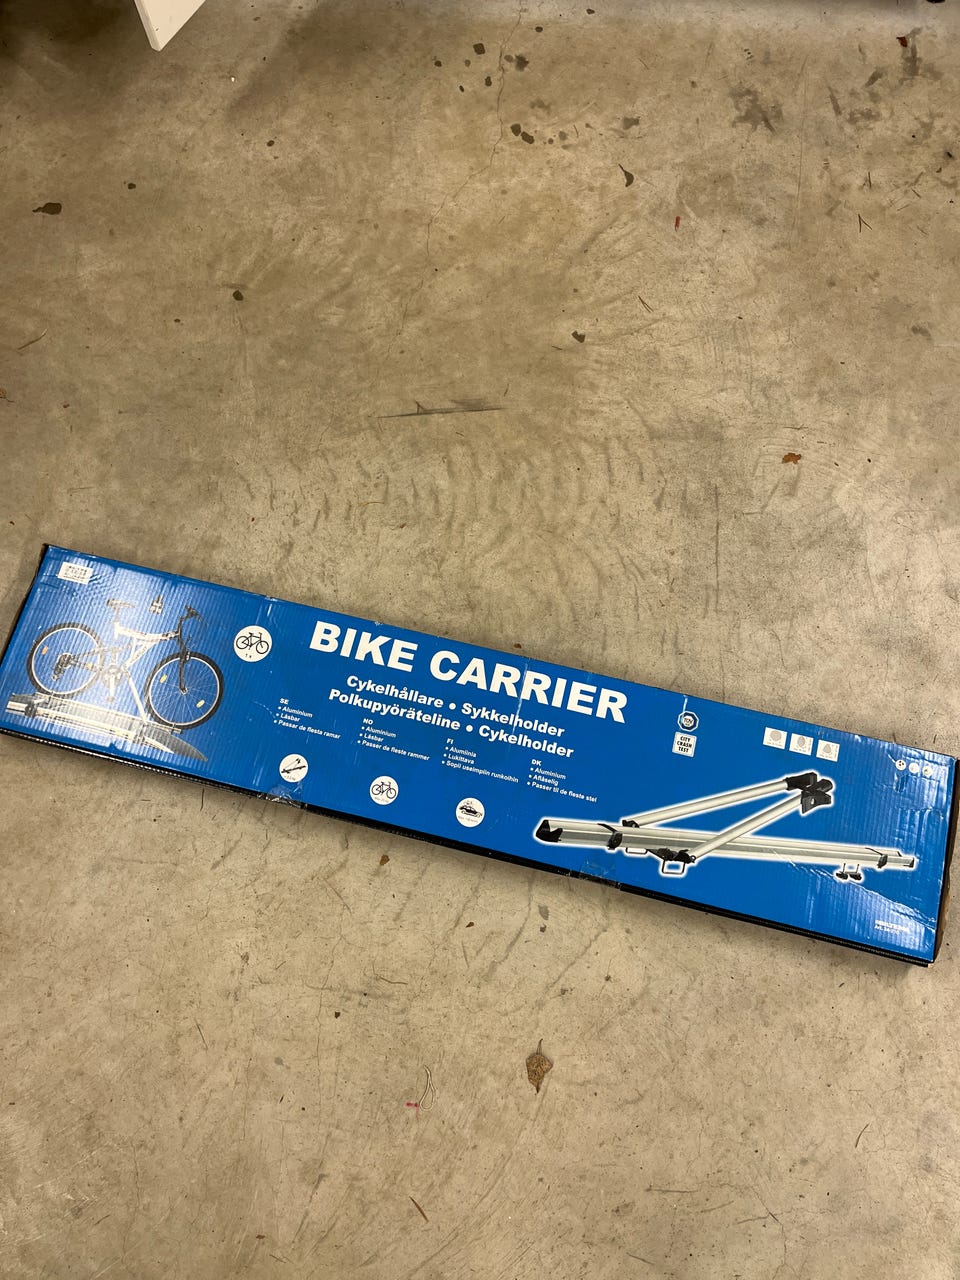 BIKE CARRIER
Cykelhållare • Sykkelholder
Polkupyöräteline • Cykelholder
SE
• Aluminium
• Låsbar
• Passar de flesta ramar
NO
• Aluminium
• Låsbar
• Passer de fleste rammer
FI
• Alumiinia
• Lukittava
• Sopii useimpiin runkoihin
DK
• Aluminium
• Aflåselig
• Passer til de fleste stel
1 x
CITY
CRASH
TEST